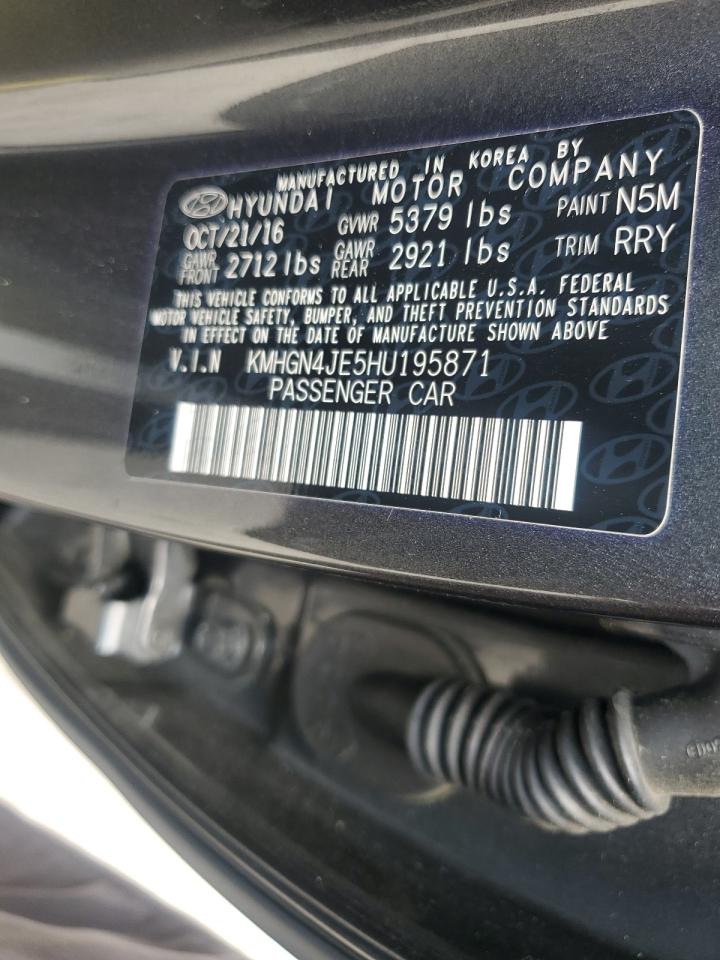 MANUFACTURED IN KOREA BY
HYUNDAI MOTOR COMPANY
OCT/21/16 GVWR 5379 lbs PAINT N5M
GAWR FRONT 2712 lbs GAWR REAR 2921 lbs TRIM RRY
THIS VEHICLE CONFORMS TO ALL APPLICABLE U.S.A. FEDERAL
MOTOR VEHICLE SAFETY, BUMPER, AND THEFT PREVENTION STANDARDS
IN EFFECT ON THE DATE OF MANUFACTURE SHOWN ABOVE.
V.I.N KMHGN4JE5HU195871
PASSENGER CAR